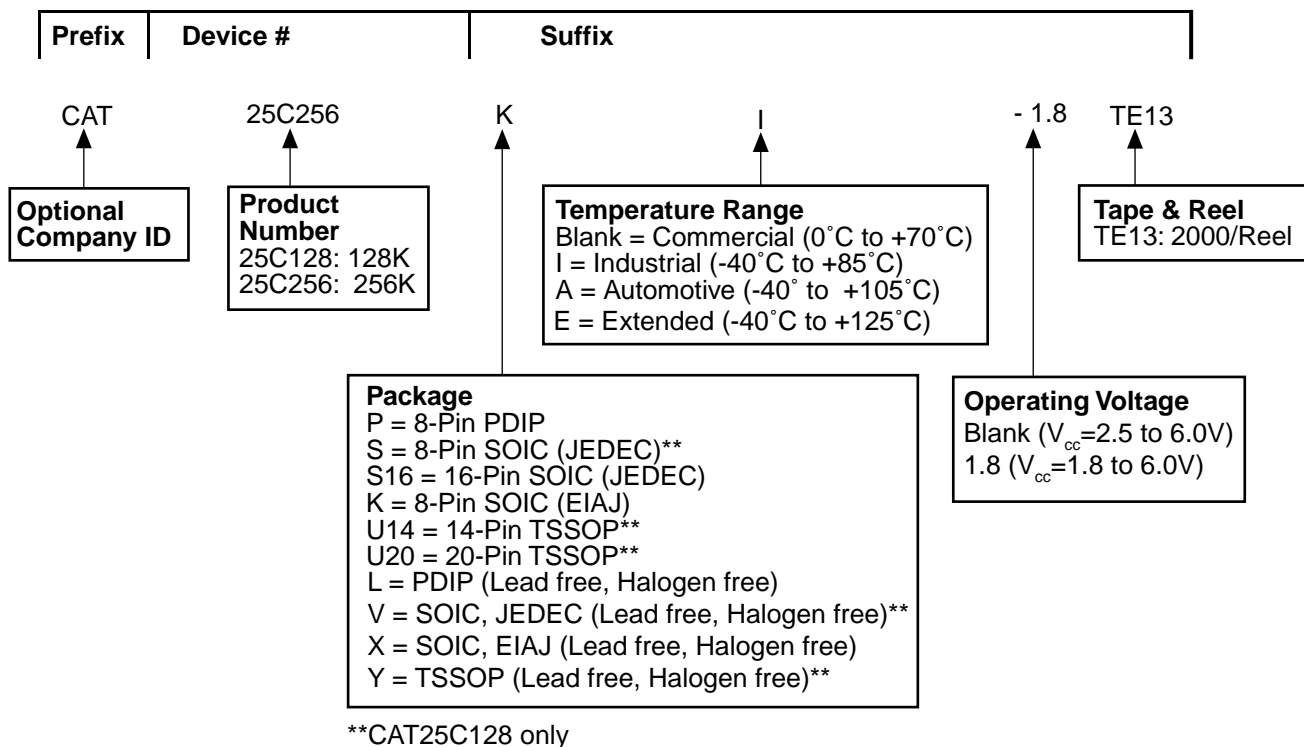 Prefix Device # Suffix
CAT 25C256 K I - 1.8 TE13
Optional
Company ID
Product
Number
25C128: 128K
25C256: 256K
Temperature Range
Blank = Commercial (0˚C to +70˚C)
I = Industrial (-40˚C to +85˚C)
A = Automotive (-40˚ to +105˚C)
E = Extended (-40˚C to +125˚C)
Tape & Reel
TE13: 2000/Reel
Package
P = 8-Pin PDIP
S = 8-Pin SOIC (JEDEC)**
S16 = 16-Pin SOIC (JEDEC)
K = 8-Pin SOIC (EIAJ)
U14 = 14-Pin TSSOP**
U20 = 20-Pin TSSOP**
L = PDIP (Lead free, Halogen free)
V = SOIC, JEDEC (Lead free, Halogen free)**
X = SOIC, EIAJ (Lead free, Halogen free)
Y = TSSOP (Lead free, Halogen free)**
Operating Voltage
Blank (Vcc=2.5 to 6.0V)
1.8 (Vcc=1.8 to 6.0V)
**CAT25C128 only